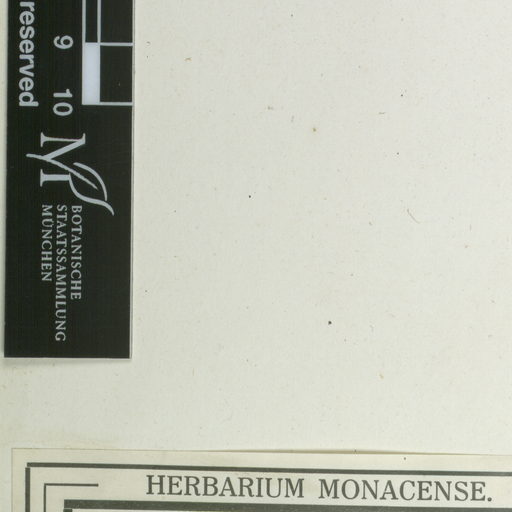 reserved
9 10
M
BOTANISCHE
STAATSSAMMLUNG
MÜNCHEN
HERBARIUM MONACENSE.